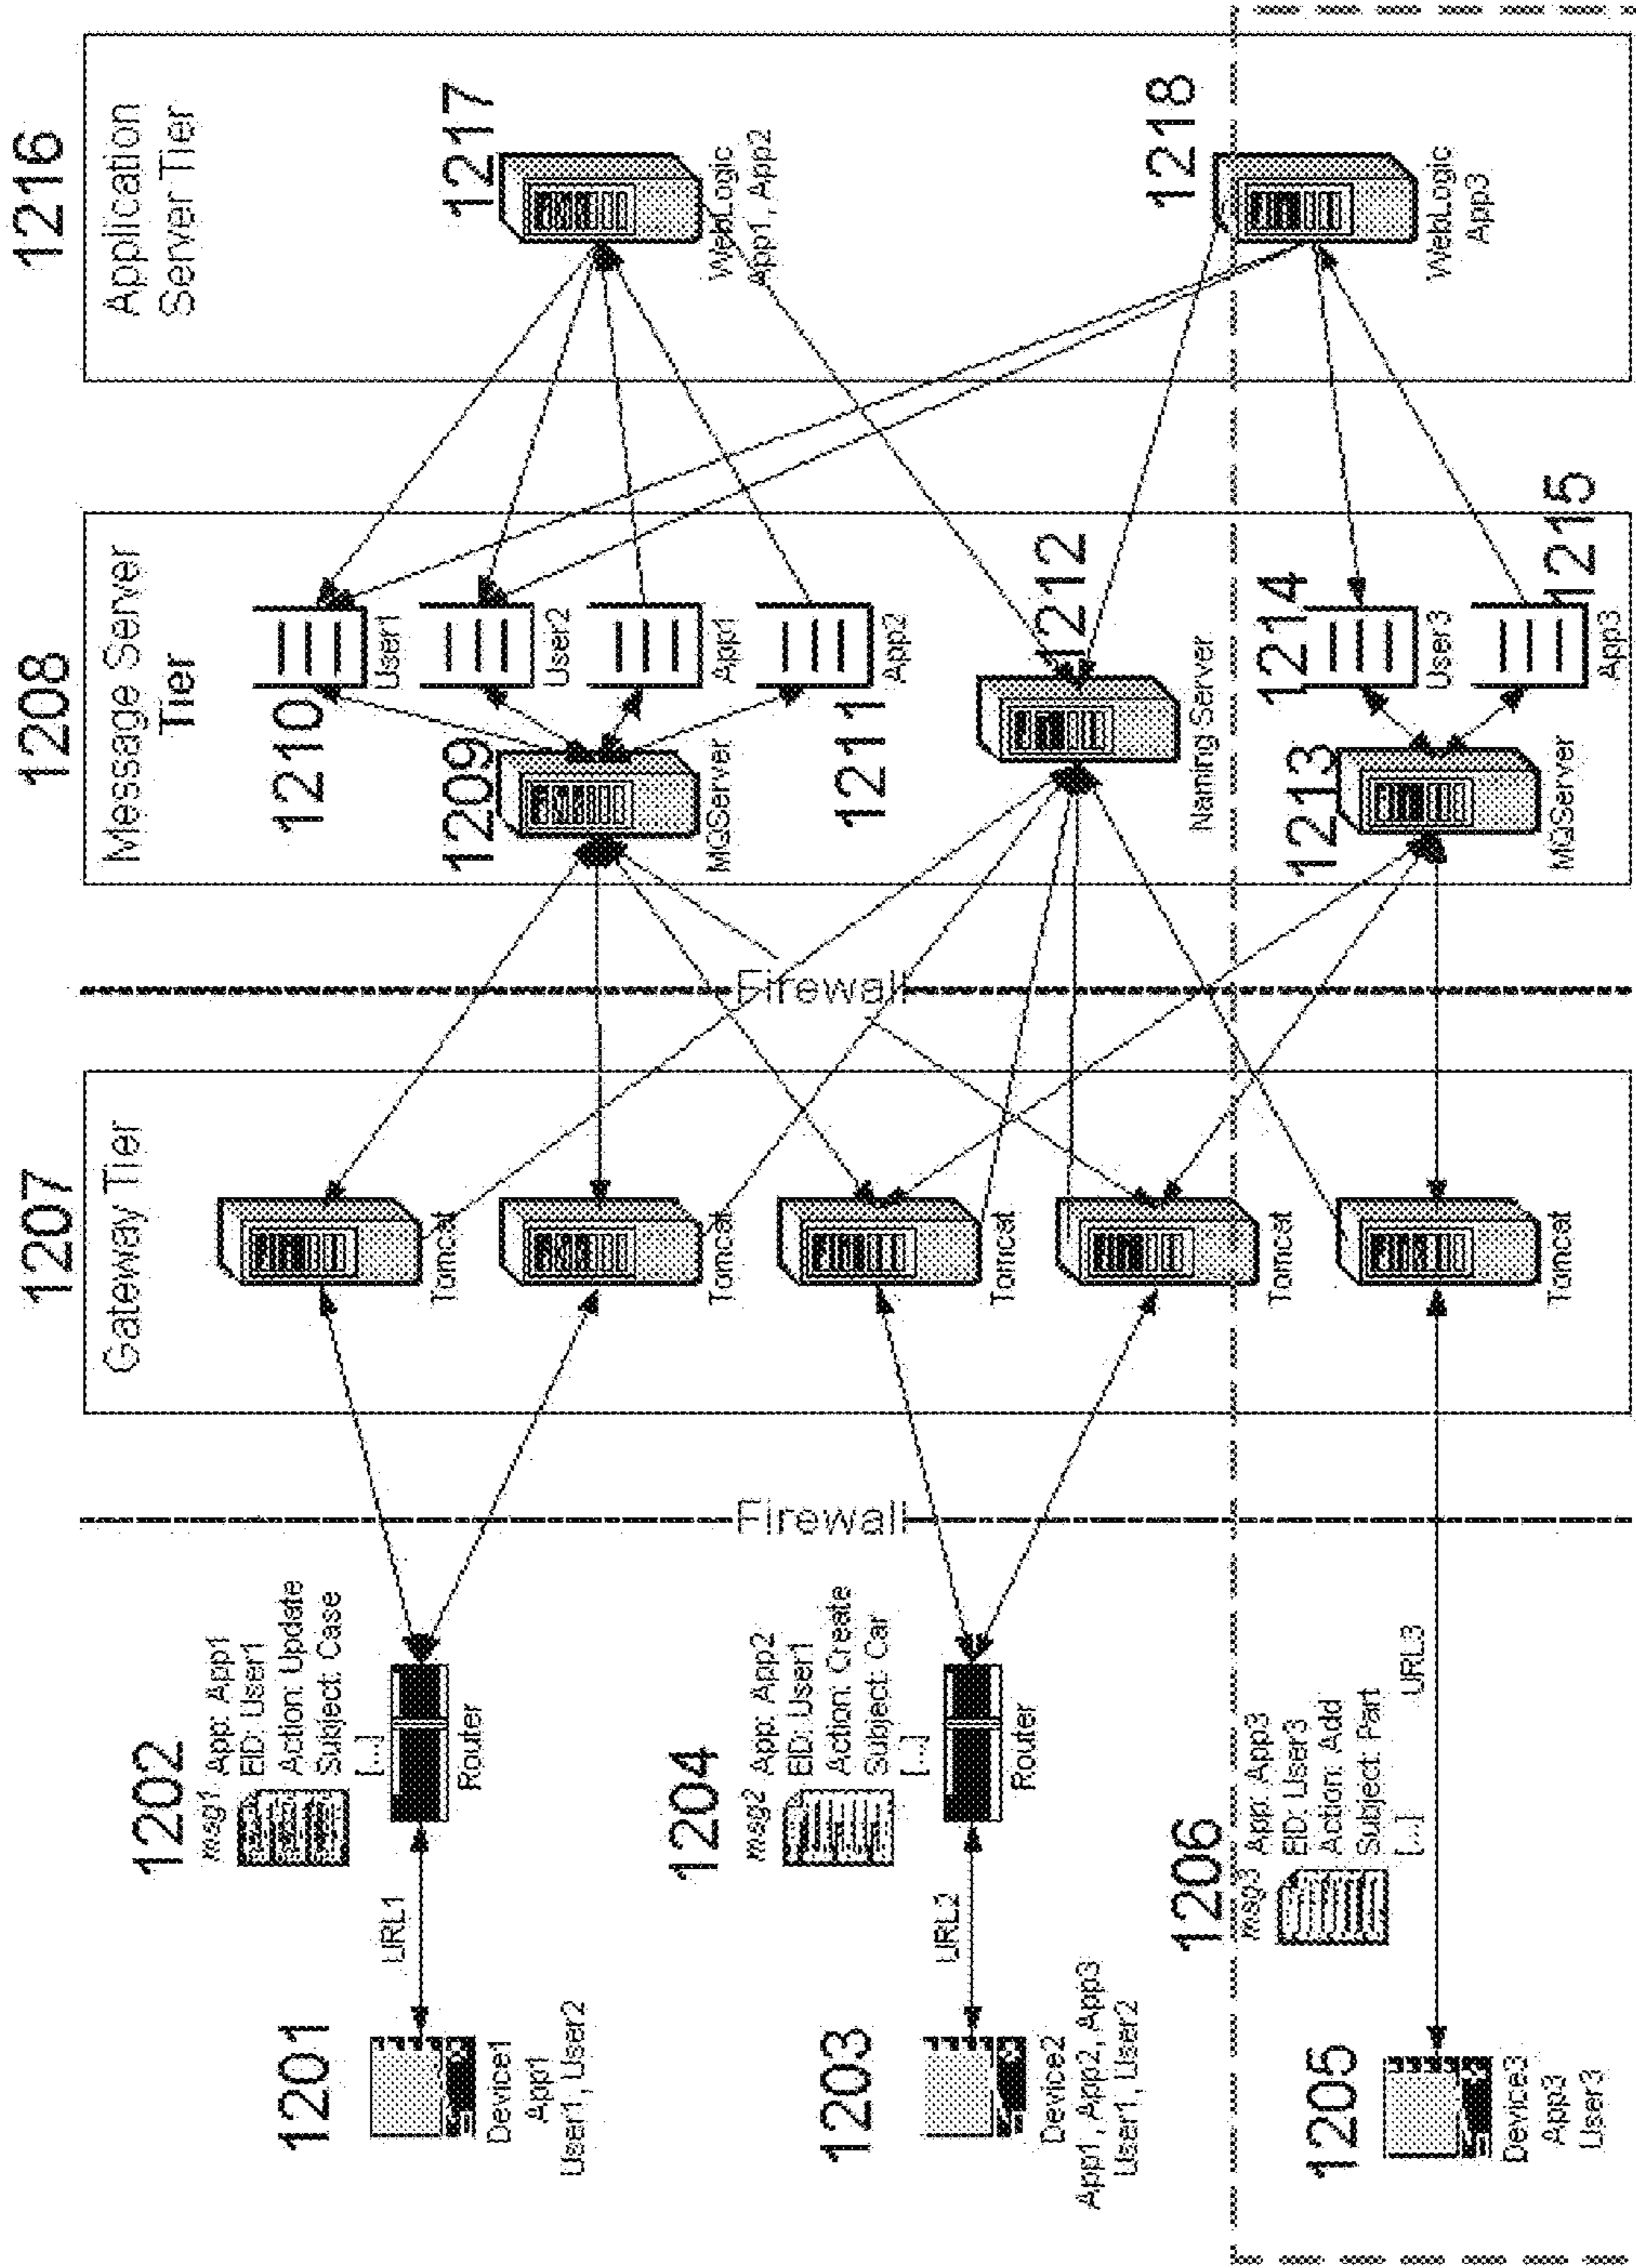 1201
Device1
App1
User1, User2
URL1
1202
msg1
App: App1
EID: User1
Action: Update
Subject: Case
[...]
Router
1203
Device2
App1, App2, App3
User1, User2
URL2
1204
msg2
App: App2
EID: User1
Action: Create
Subject: Car
[...]
Router
1205
Device3
App3
User3
1206
msg3
App: App3
EID: User3
Action: Add
Subject: Part
[...]
URL3
Firewall
1207
Gateway Tier
Tomcat
Tomcat
Tomcat
Tomcat
Tomcat
Firewall
1208
Message Server
Tier
1209
MQServer
1210
User1
User2
App1
App2
1211
1212
Naming Server
1213
MQServer
1214
User3
1215
App3
1216
Application
Server Tier
1217
WebLogic
App1, App2
1218
WebLogic
App3